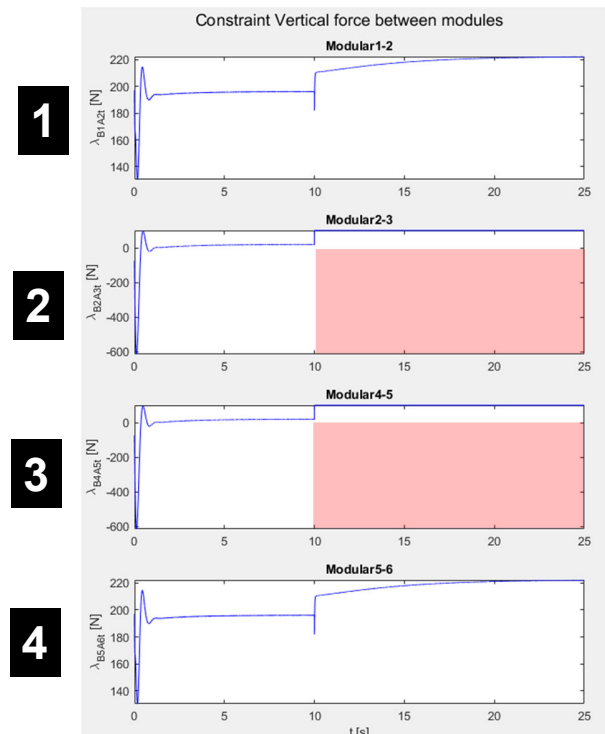 Constraint Vertical force between modules
Modular1-2
1
λB1A2t [N]
220
200
180
160
140
0 5 10 15 20 25
Modular2-3
2
λB2A3t [N]
0
-200
-400
-600
0 5 10 15 20 25
Modular4-5
3
λB4A5t [N]
0
-200
-400
-600
0 5 10 15 20 25
Modular5-6
4
λB5A6t [N]
220
200
180
160
140
0 5 10 15 20 25
t [s]